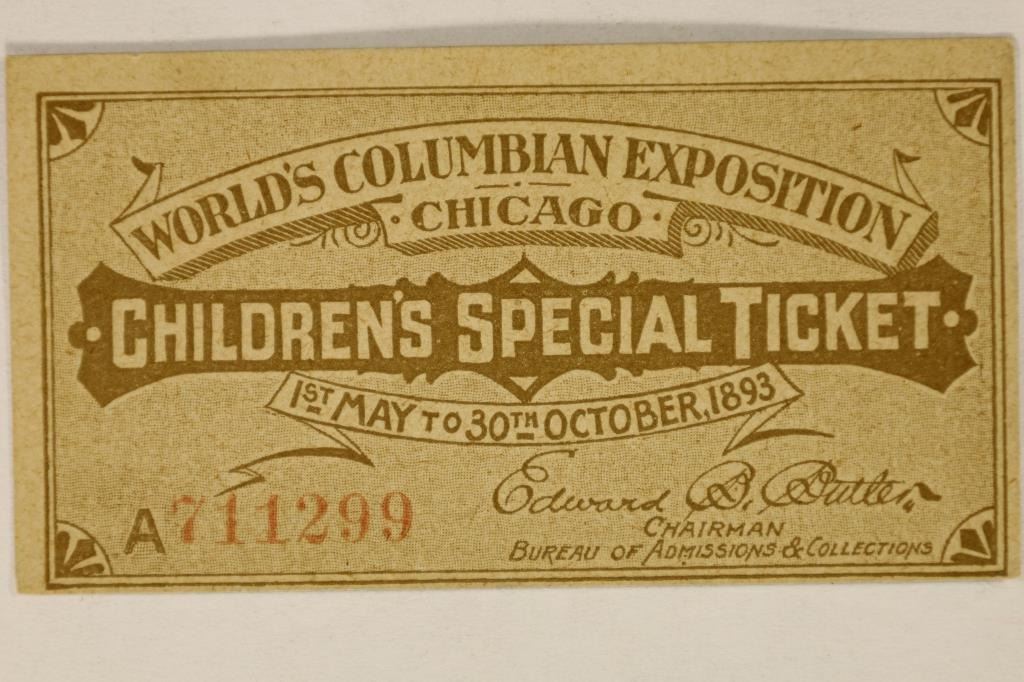 WORLD'S COLUMBIAN EXPOSITION
· CHICAGO ·
CHILDREN'S SPECIAL TICKET
1ST MAY TO 30TH OCTOBER, 1893
A 711299
Edward B. Butler,
CHAIRMAN
BUREAU OF ADMISSIONS & COLLECTIONS